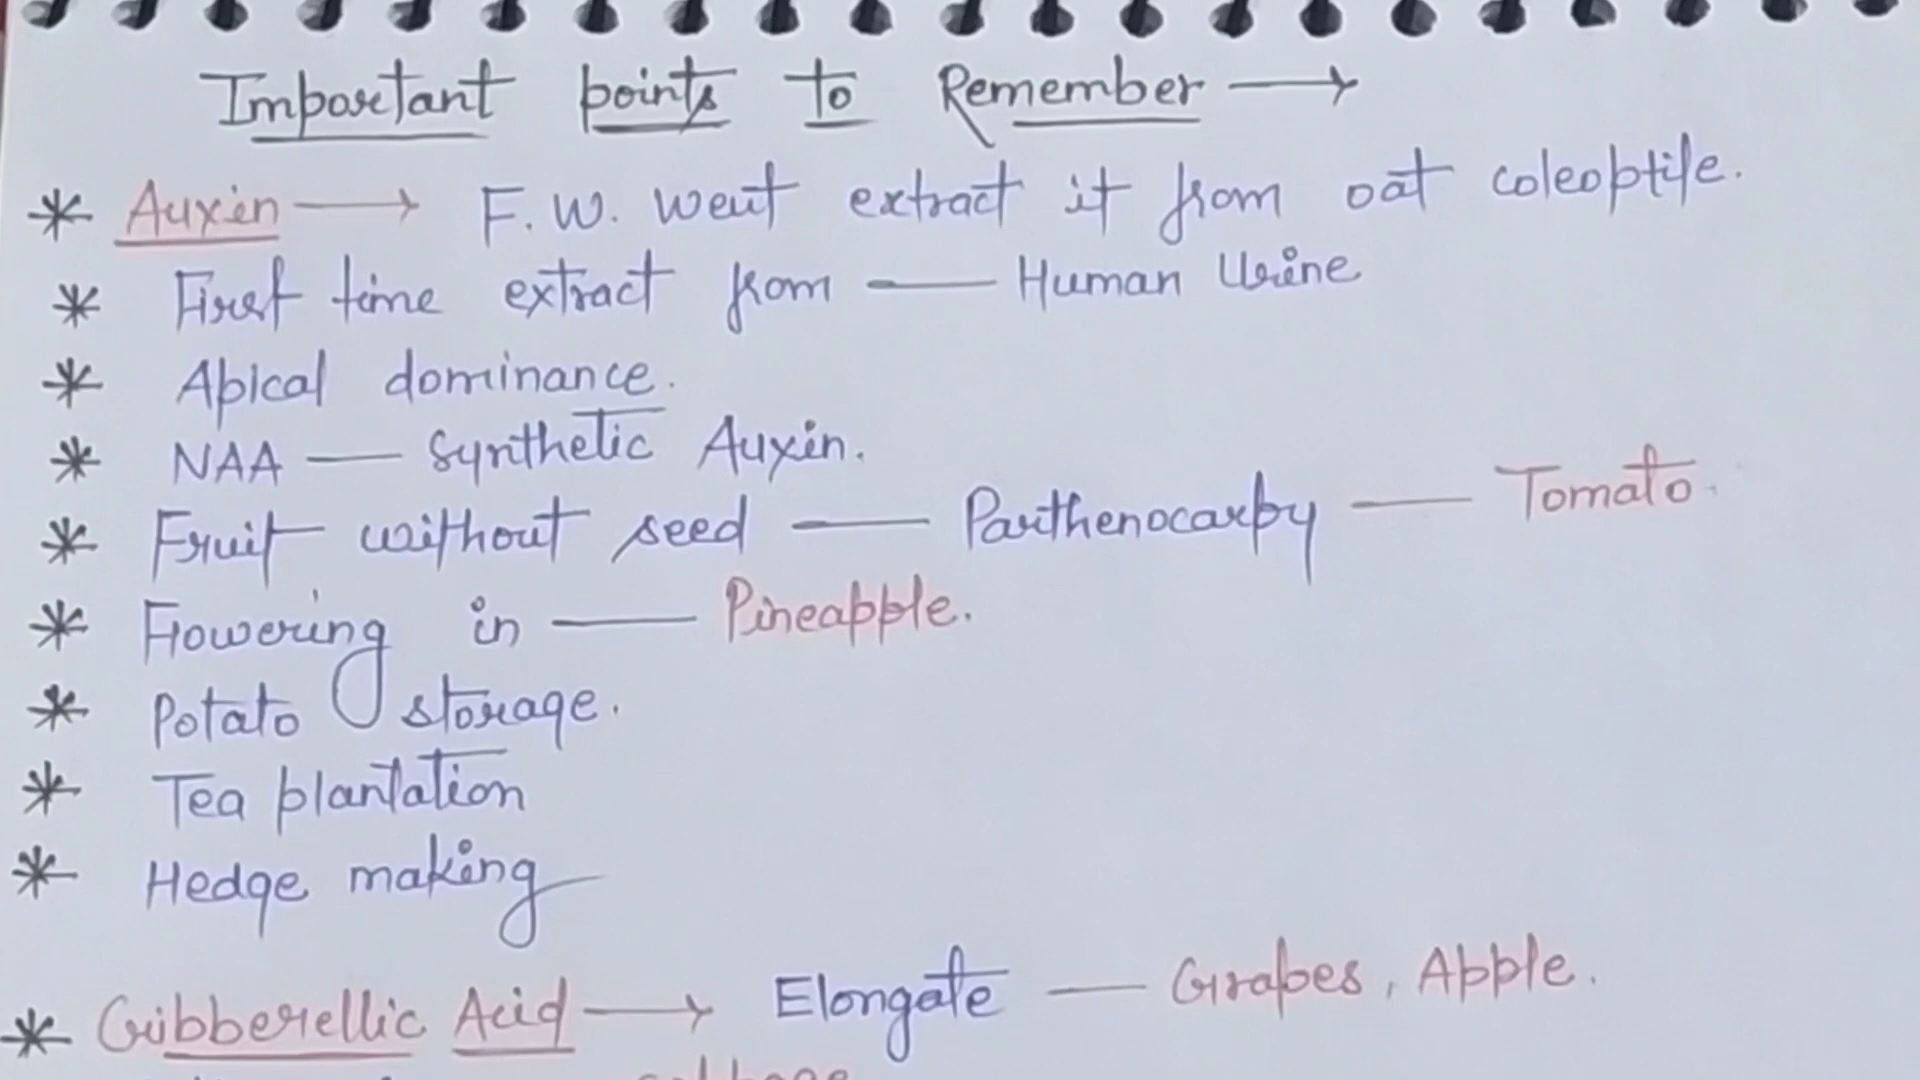 Important points to Remember →
* Auxin → F. W. went extract it from oat coleoptile.
* First time extract from — Human Urine
* Apical dominance.
* NAA — Synthetic Auxin.
* Fruit without seed — Parthenocarpy — Tomato.
* Flowering in — Pineapple.
* Potato storage.
* Tea plantation
* Hedge making
* Gibberellic Acid → Elongate — Grapes, Apple.